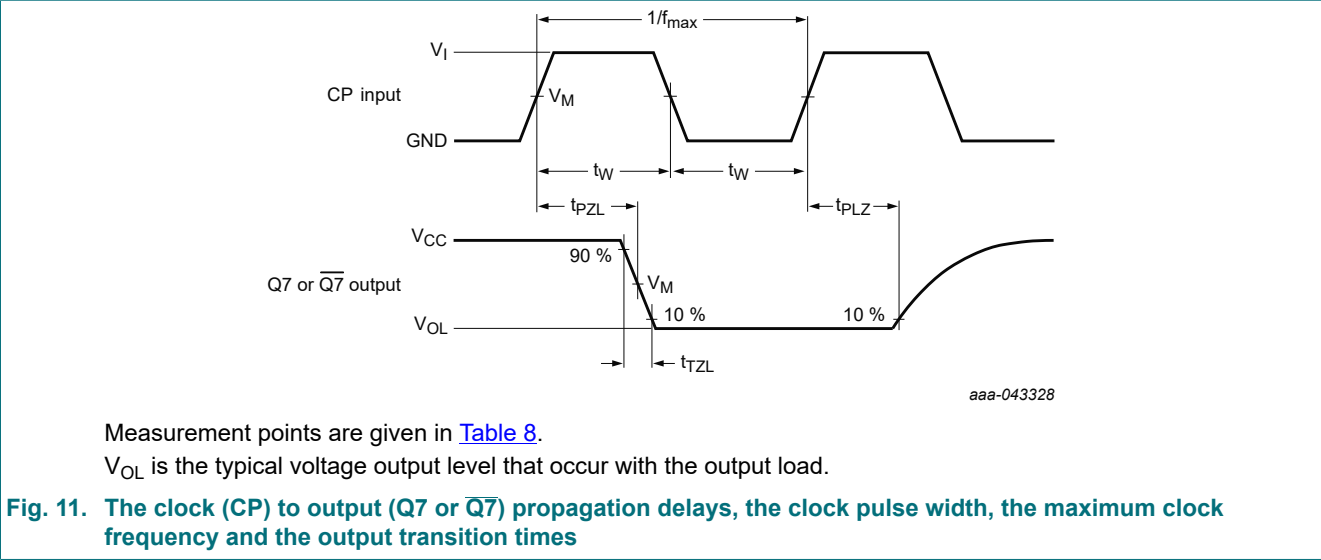 1/fmax
VI
CP input
VM
GND
tW
tW
tPZL
tPLZ
VCC
90 %
Q7 or Q̅7̅ output
VM
VOL
10 %
10 %
tTZL
aaa-043328
Measurement points are given in Table 8.
VOL is the typical voltage output level that occur with the output load.
Fig. 11. The clock (CP) to output (Q7 or Q̅7̅) propagation delays, the clock pulse width, the maximum clock
frequency and the output transition times